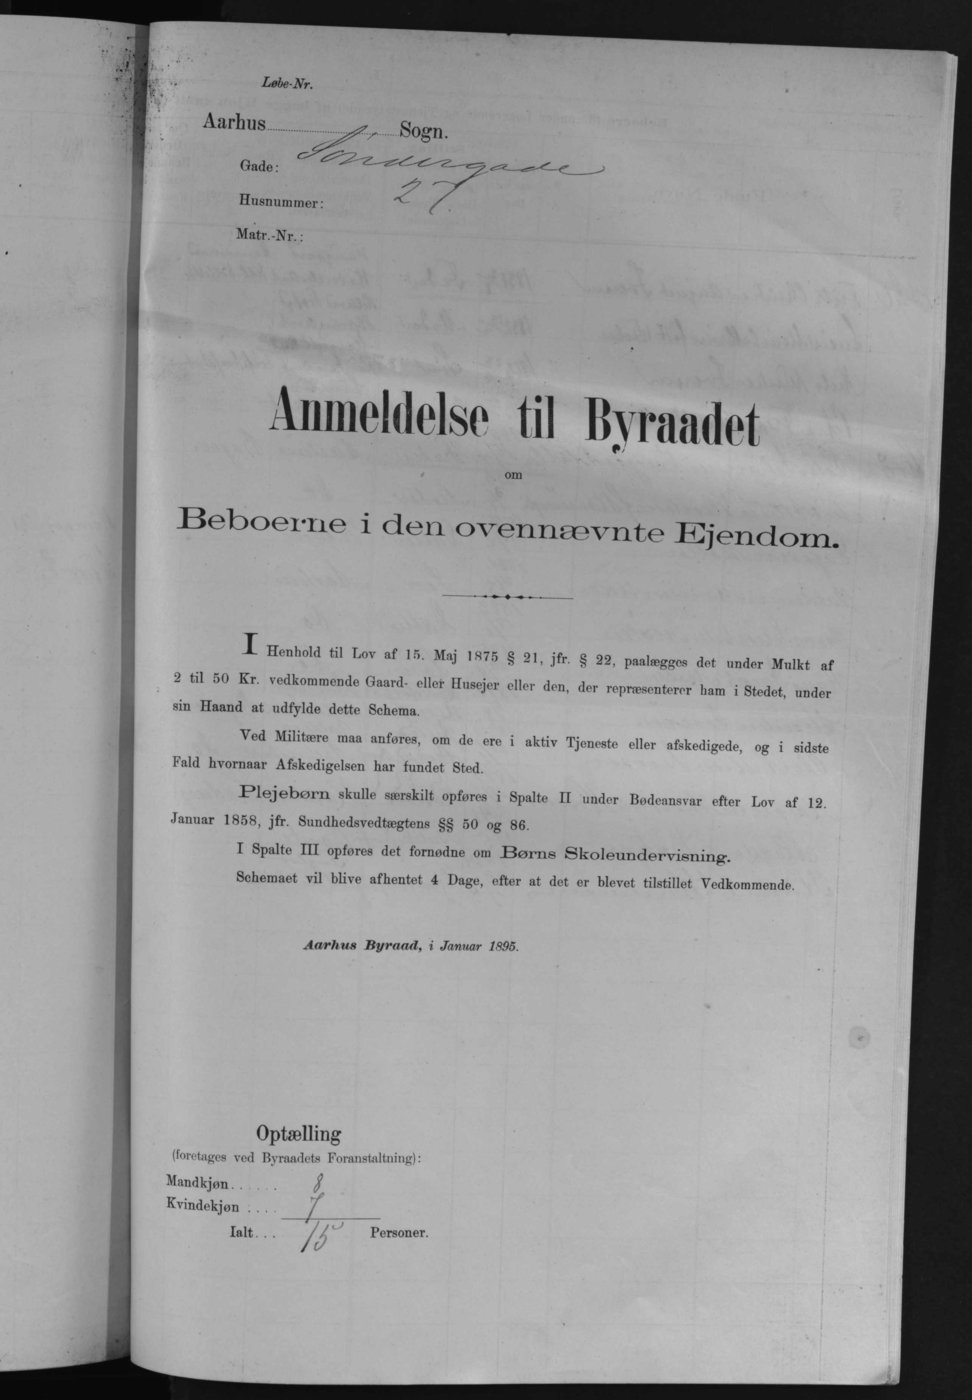 Løbe-Nr.
Aarhus Sogn.
Gade: Söndergade
Husnummer: 27.
Matr.-Nr.:
Anmeldelse til Byraadet
om
Beboerne i den ovennævnte Ejendom.
I Henhold til Lov af 15. Maj 1875 § 21, jfr. § 22, paalægges det under Mulkt af
2 til 50 Kr. vedkommende Gaard- eller Husejer eller den, der repræsenterer ham i Stedet, under
sin Haand at udfylde dette Schema.
Ved Militære maa anføres, om de ere i aktiv Tjeneste eller afskedigede, og i sidste
Fald hvornaar Afskedigelsen har fundet Sted.
Plejebørn skulle særskilt opføres i Spalte II under Bødeansvar efter Lov af 12.
Januar 1858, jfr. Sundhedsvedtægtens §§ 50 og 86.
I Spalte III opføres det fornødne om Børns Skoleundervisning.
Schemaet vil blive afhentet 4 Dage, efter at det er blevet tilstillet Vedkommende.
Aarhus Byraad, i Januar 1895.
Optælling
(foretages ved Byraadets Foranstaltning):
Mandkjøn...... 8
Kvindekjøn .... 7
Ialt... 15 Personer.